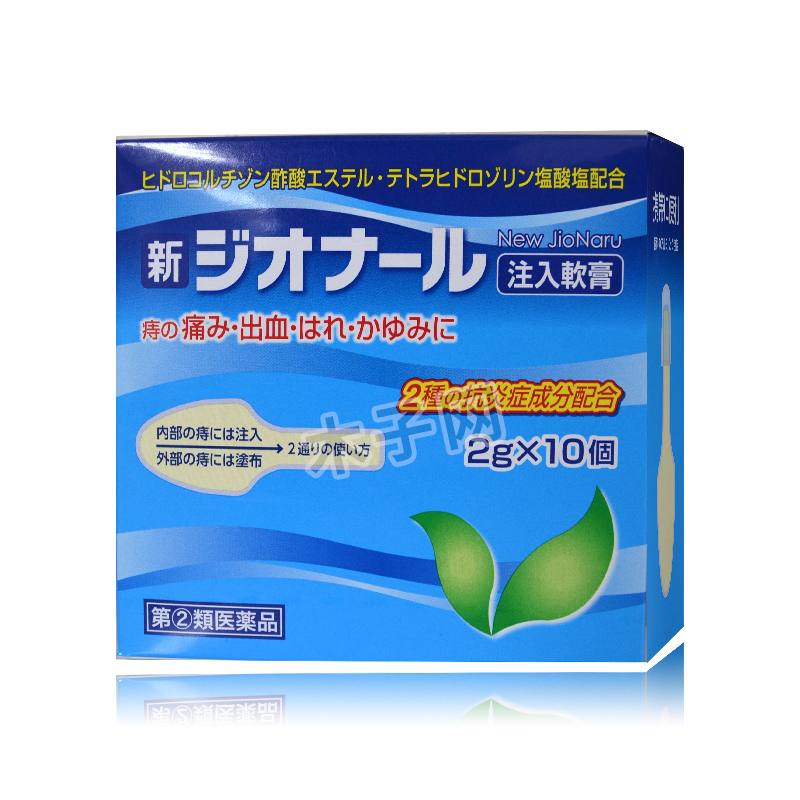 ヒドロコルチゾン酢酸エステル・テトラヒドロゾリン塩酸塩配合
New JioNaru
新 ジオナール 注入軟膏
痔の痛み・出血・はれ・かゆみに
2種の抗炎症成分配合
内部の痔には注入
外部の痔には塗布
2通りの使い方
2g×10個
木子网
第②類医薬品